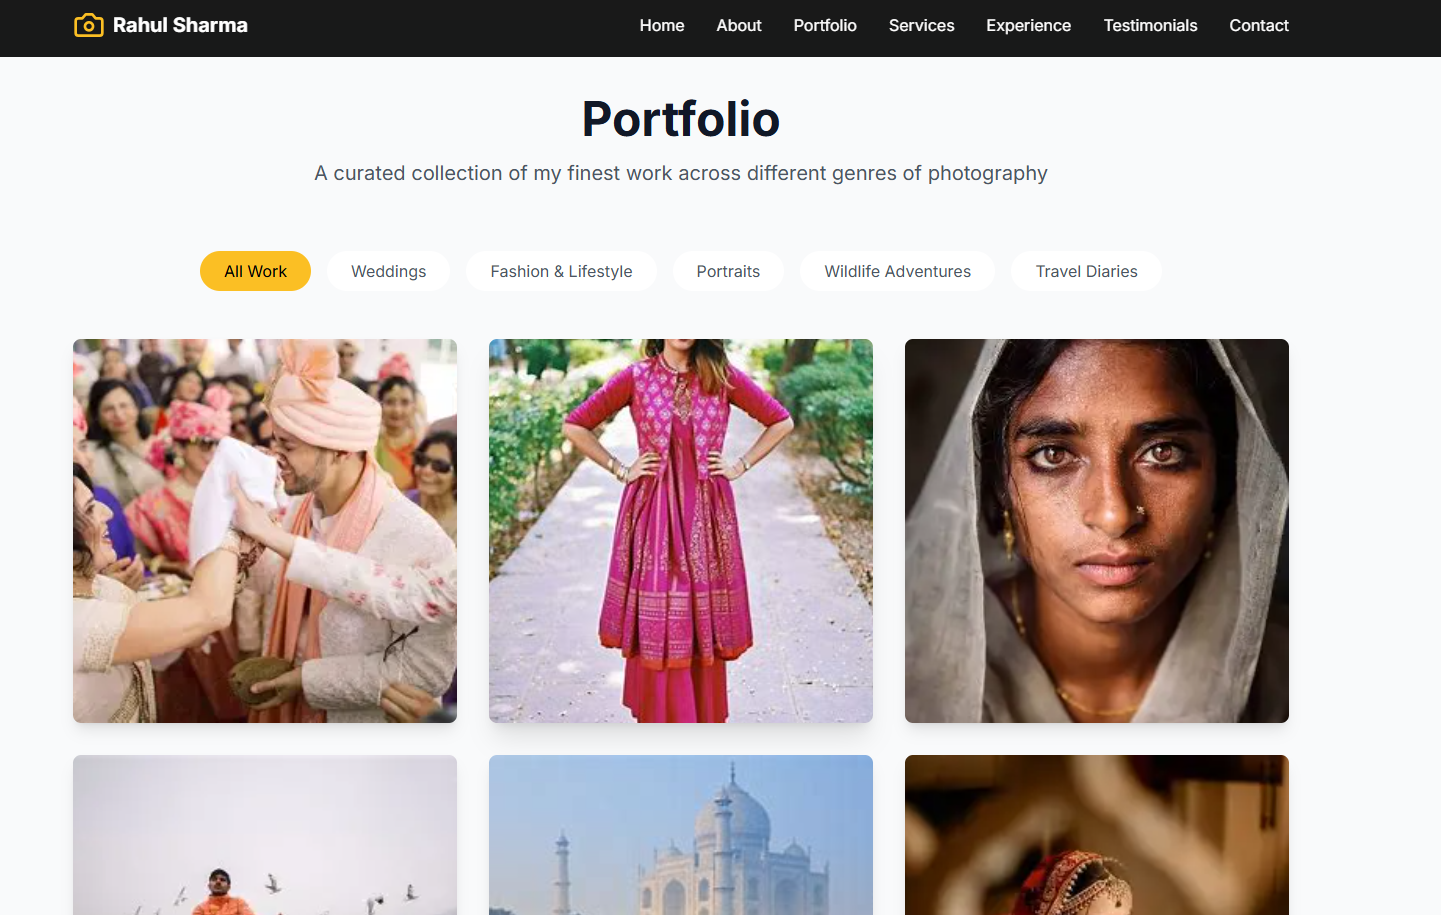 Rahul Sharma
Home About Portfolio Services Experience Testimonials Contact
Portfolio
A curated collection of my finest work across different genres of photography
All Work Weddings Fashion & Lifestyle Portraits Wildlife Adventures Travel Diaries